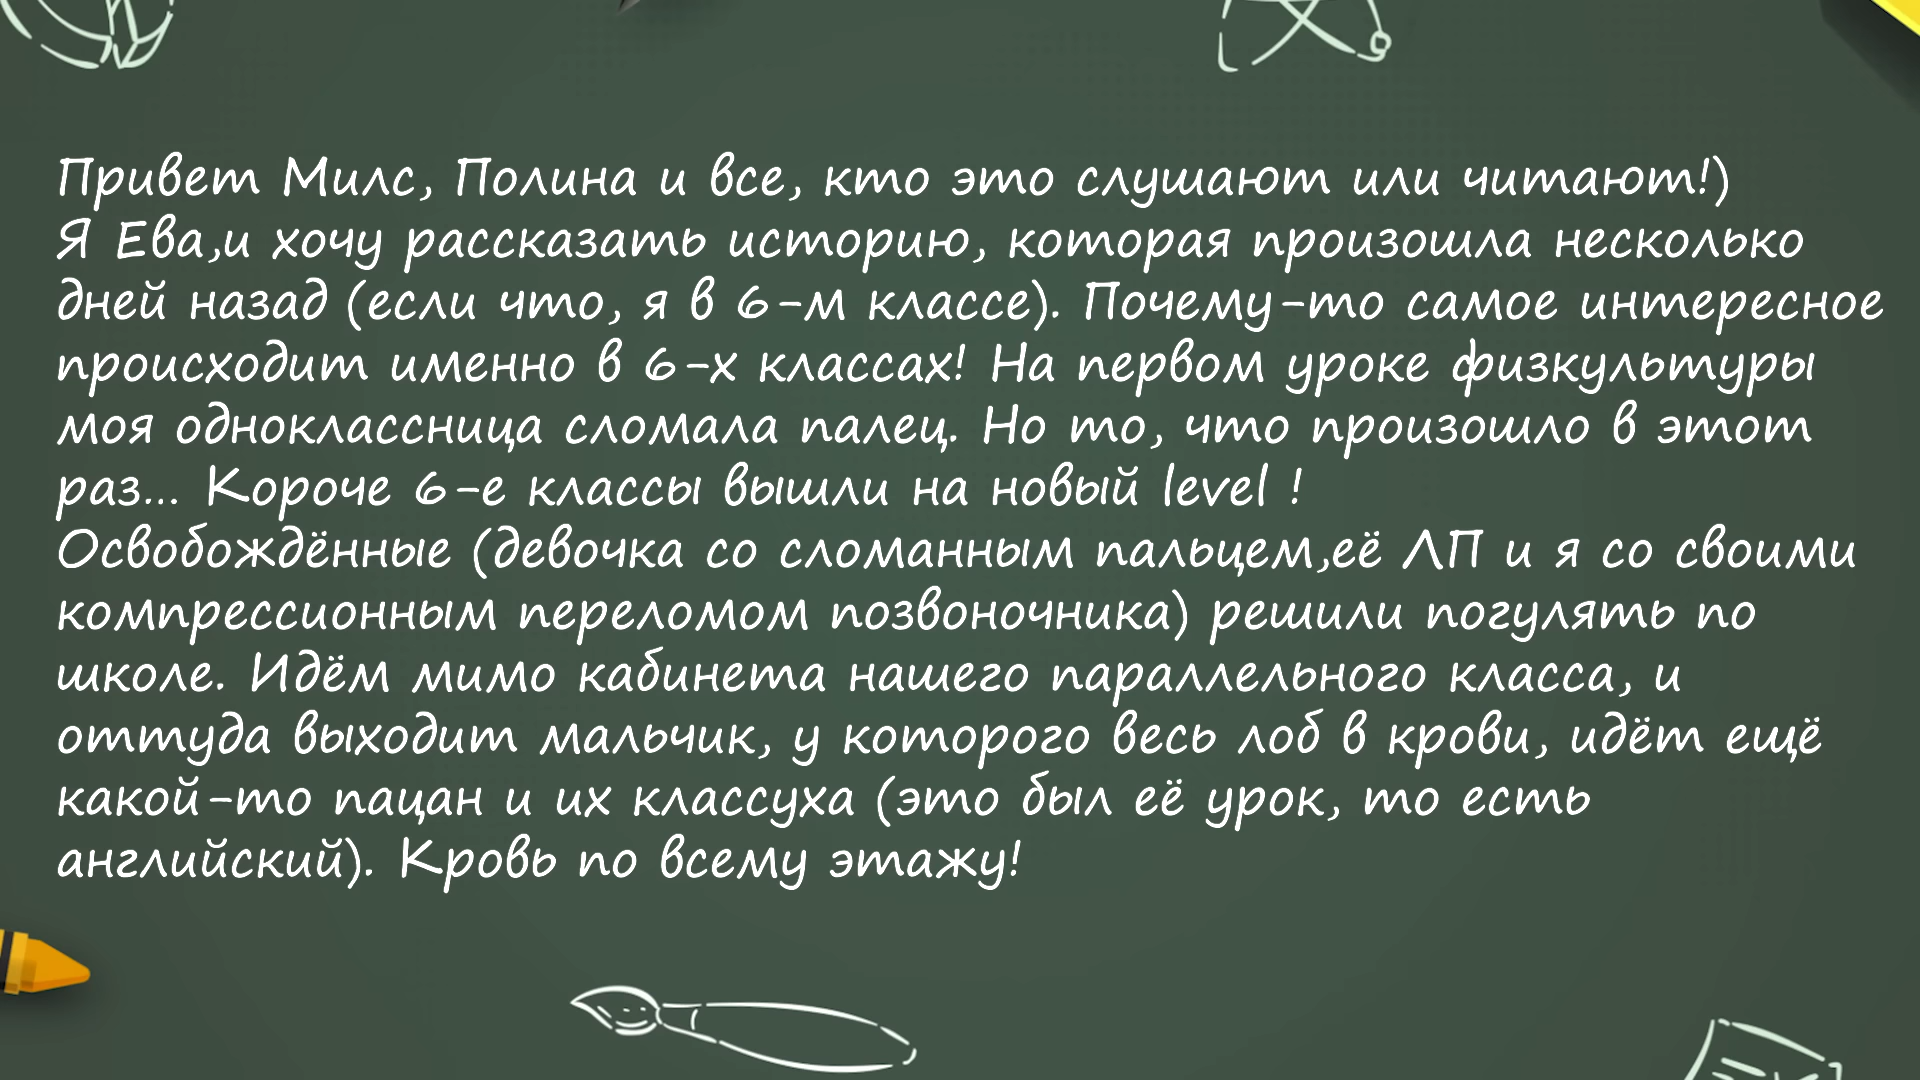 Привет Милс, Полина и все, кто это слушают или читают!)
Я Ева,и хочу рассказать историю, которая произошла несколько
дней назад (если что, я в 6-м классе). Почему-то самое интересное
происходит именно в 6-х классах! На первом уроке физкультуры
моя одноклассница сломала палец. Но то, что произошло в этот
раз... Короче 6-е классы вышли на новый level !
Освобождённые (девочка со сломанным пальцем,её ЛП и я со своими
компрессионным переломом позвоночника) решили погулять по
школе. Идём мимо кабинета нашего параллельного класса, и
оттуда выходит мальчик, у которого весь лоб в крови, идёт ещё
какой-то пацан и их классуха (это был её урок, то есть
английский). Кровь по всему этажу!